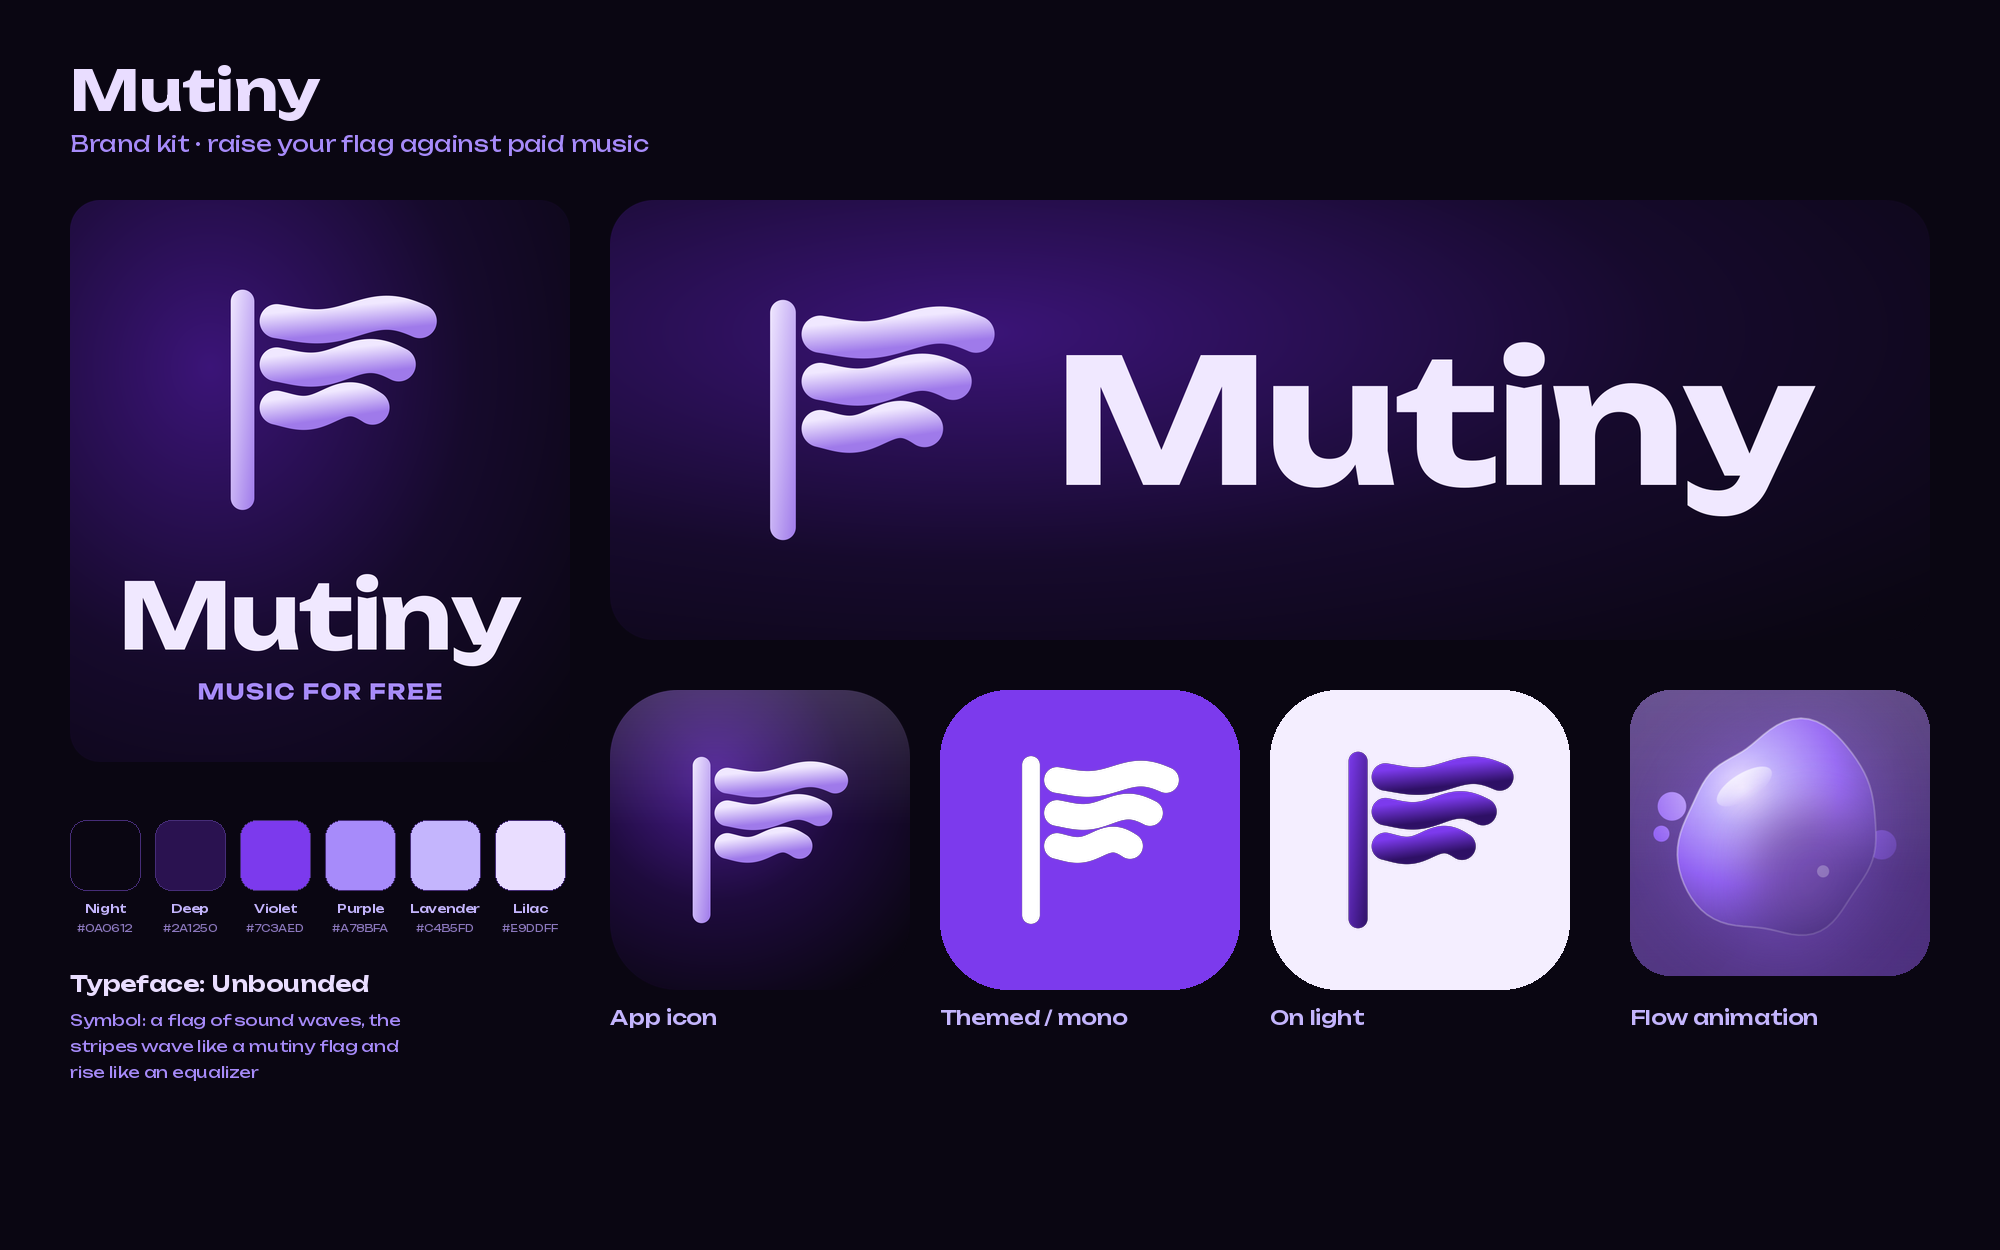 Mutiny
Brand kit · raise your flag against paid music
Mutiny
MUSIC FOR FREE
Mutiny
Night
#0A0612
Deep
#2A1250
Violet
#7C3AED
Purple
#A78BFA
Lavender
#C4B5FD
Lilac
#E9DDFF
Typeface: Unbounded
Symbol: a flag of sound waves, the
stripes wave like a mutiny flag and
rise like an equalizer
App icon
Themed / mono
On light
Flow animation